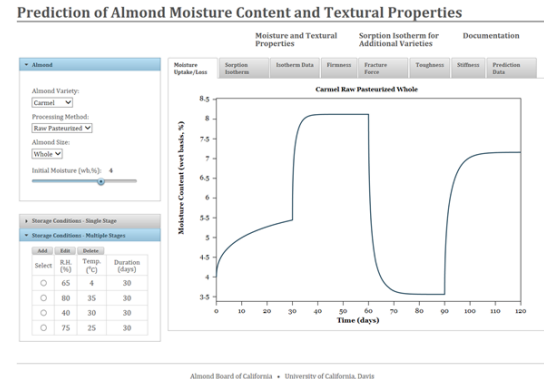 Prediction of Almond Moisture Content and Textural Properties
Moisture and Textural Properties
Sorption Isotherm for Additional Varieties
Documentation
Almond
Almond Variety:
Carmel
Processing Method:
Raw Pasteurized
Almond Size:
Whole
Initial Moisture (wb,%): 4
Storage Conditions - Single Stage
Storage Conditions - Multiple Stages
Add Edit Delete
Select R.H. (%) Temp. (°C) Duration (days)
65 4 30
80 35 30
40 30 30
75 25 30
Moisture Uptake/Loss
Sorption Isotherm
Isotherm Data
Firmness
Fracture Force
Toughness
Stiffness
Prediction Data
Carmel Raw Pasteurized Whole
Moisture Content (wet basis, %)
8.5
8
7.5
7
6.5
6
5.5
5
4.5
4
3.5
0 10 20 30 40 50 60 70 80 90 100 110 120
Time (days)
Almond Board of California • University of California, Davis